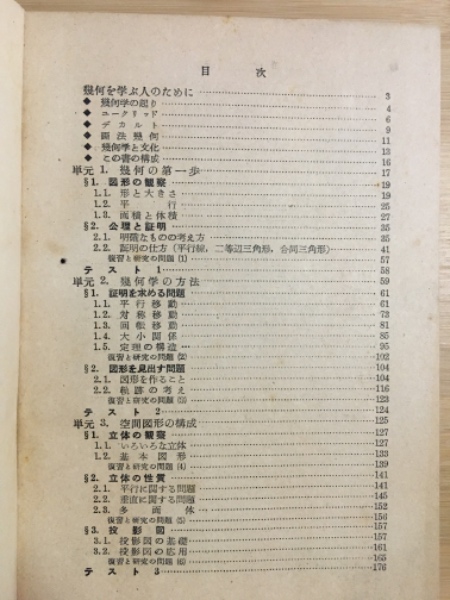 目次
幾何を学ぶ人のために 3
◆ 幾何学の起り 4
◆ ユークリッド 6
◆ デカルト 9
◆ 画法幾何 11
◆ 幾何学と文化 13
◆ この書の構成 16
単元 1. 幾何の第一歩 17
§1. 図形の観察 19
1.1. 形と大きさ 19
1.2. 平行 25
1.3. 面積と体積 27
§2. 公理と証明 35
2.1. 明確なものの考え方 35
2.2. 証明の仕方(平行線,二等辺三角形,合同三角形) 41
復習と研究の問題 (1) 57
テスト 1 58
単元 2. 幾何学の方法 59
§1. 証明を求める問題 61
1.1. 平行移動 61
1.2. 対称移動 73
1.3. 回転移動 81
1.4. 大小関係 85
1.5. 定理の構造 95
復習と研究の問題 (2) 102
§2. 図形を見出す問題 104
2.1. 図形を作ること 104
2.2. 軌跡の考え 116
復習と研究の問題 (3) 123
テスト 2 124
単元 3. 空間図形の構成 125
§1. 立体の観察 127
1.1. いろいろな立体 127
1.2. 基本図形 133
復習と研究の問題 (4) 139
§2. 立体の性質 141
2.1. 平行に関する問題 141
2.2. 垂直に関する問題 145
2.3. 多面体 152
復習と研究の問題 (5) 156
§3. 投影図 157
3.1. 投影図の基礎 157
3.2. 投影図の応用 161
復習と研究の問題 (6) 165
テスト 3 176